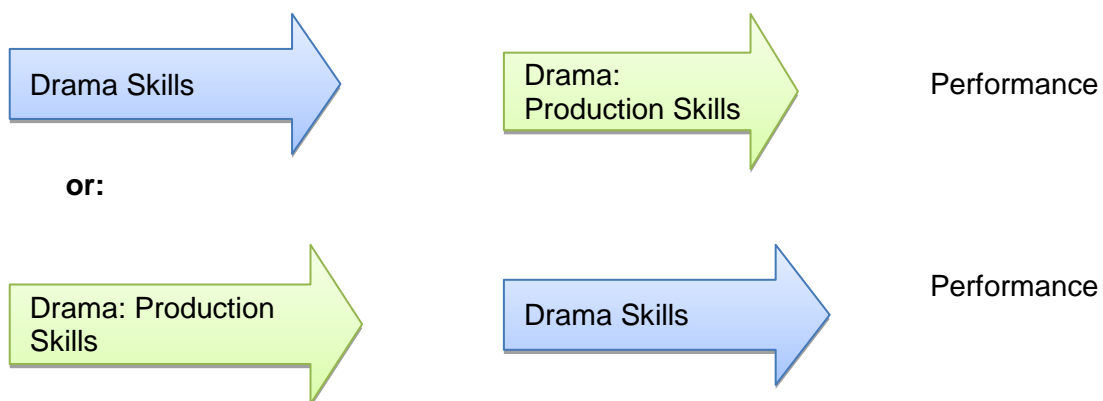 Drama Skills
Drama:
Production Skills
Performance
or:
Drama: Production
Skills
Drama Skills
Performance